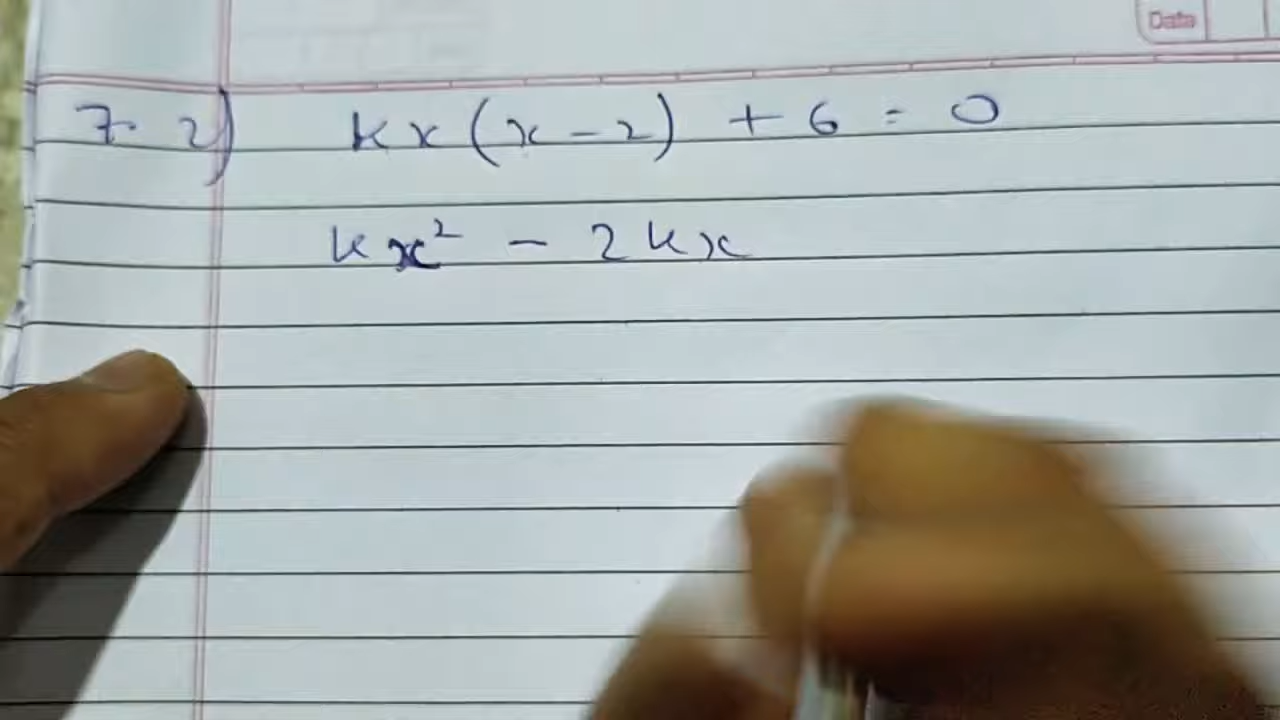 Date
7. 2) kx(x-2) + 6 = 0
kx² - 2kx